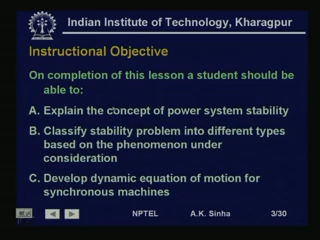 Indian Institute of Technology, Kharagpur
Instructional Objective
On completion of this lesson a student should be
able to:
A. Explain the concept of power system stability
B. Classify stability problem into different types
based on the phenomenon under
consideration
C. Develop dynamic equation of motion for
synchronous machines
NPTEL A.K. Sinha 3/30